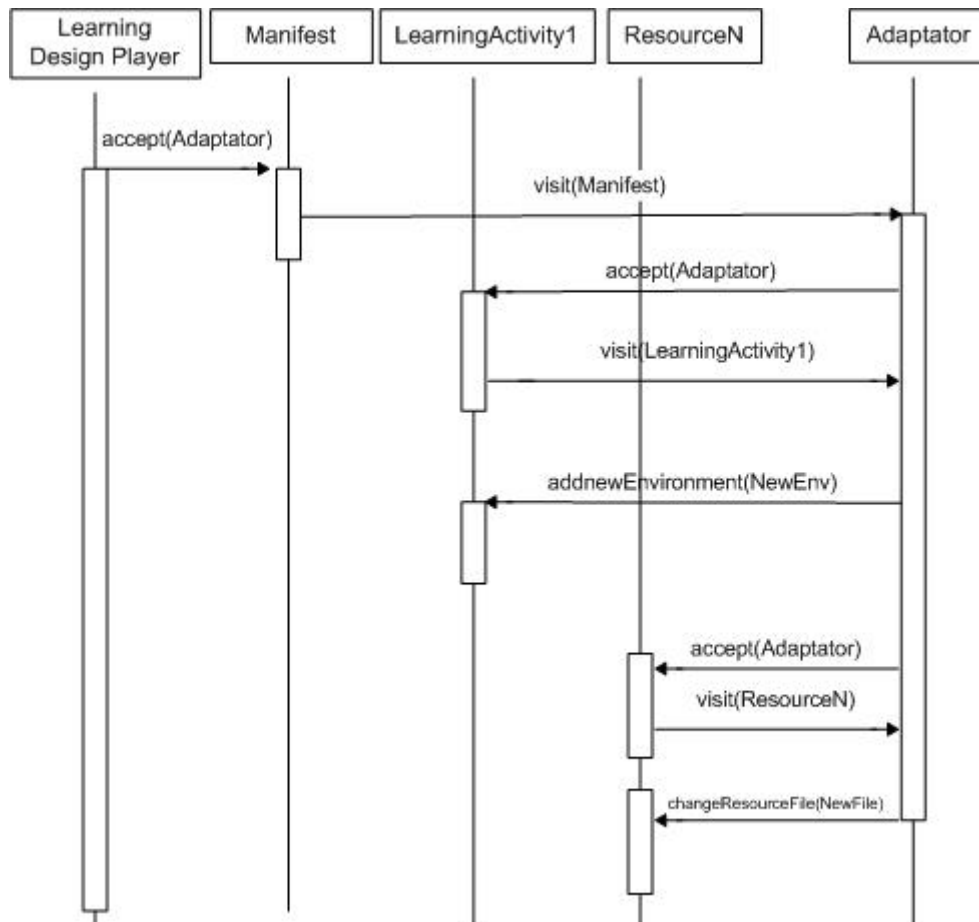 Learning
Design Player
Manifest
LearningActivity1
ResourceN
Adaptator
accept(Adaptator)
visit(Manifest)
accept(Adaptator)
visit(LearningActivity1)
addnewEnvironment(NewEnv)
accept(Adaptator)
visit(ResourceN)
changeResourceFile(NewFile)